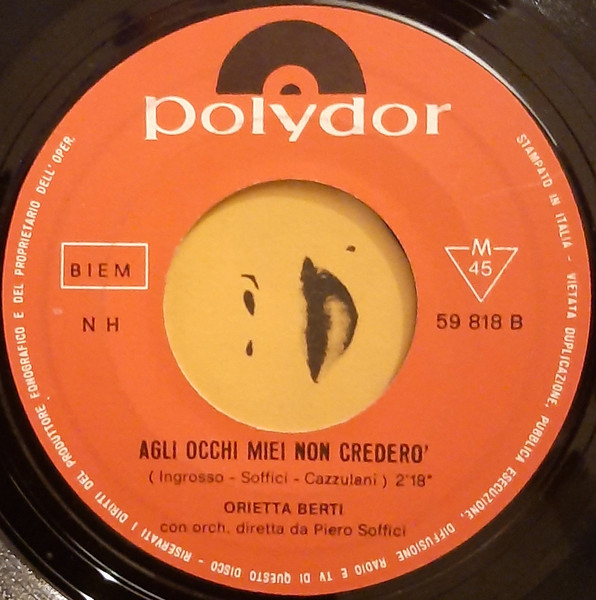 polydor
BIEM
NH
M
45
59 818 B
AGLI OCCHI MIEI NON CREDERO'
( Ingrosso - Soffici - Cazzulani ) 2'18"
ORIETTA BERTI
con orch. diretta da Piero Soffici
STAMPATO IN ITALIA - VIETATA DUPLICAZIONE, PUBBLICA ESECUZIONE, DIFFUSIONE RADIO E TV DI QUESTO DISCO - RISERVATI I DIRITTI DEL PRODUTTORE FONOGRAFICO E DEL PROPRIETARIO DELL'OPER.